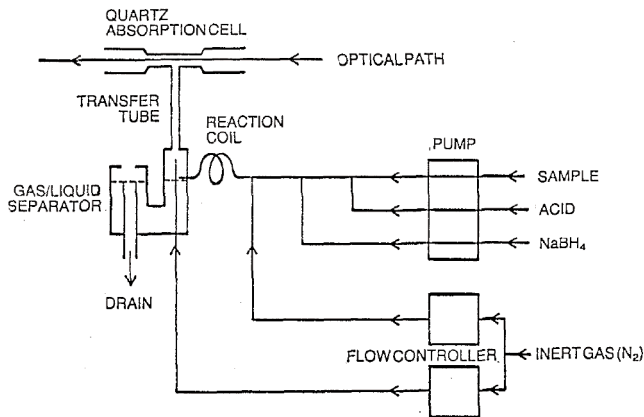 QUARTZ
ABSORPTION CELL
OPTICAL PATH
TRANSFER
TUBE
REACTION
COIL
PUMP
SAMPLE
GAS/LIQUID
SEPARATOR
ACID
NaBH₄
DRAIN
FLOW CONTROLLER
INERT GAS (N₂)